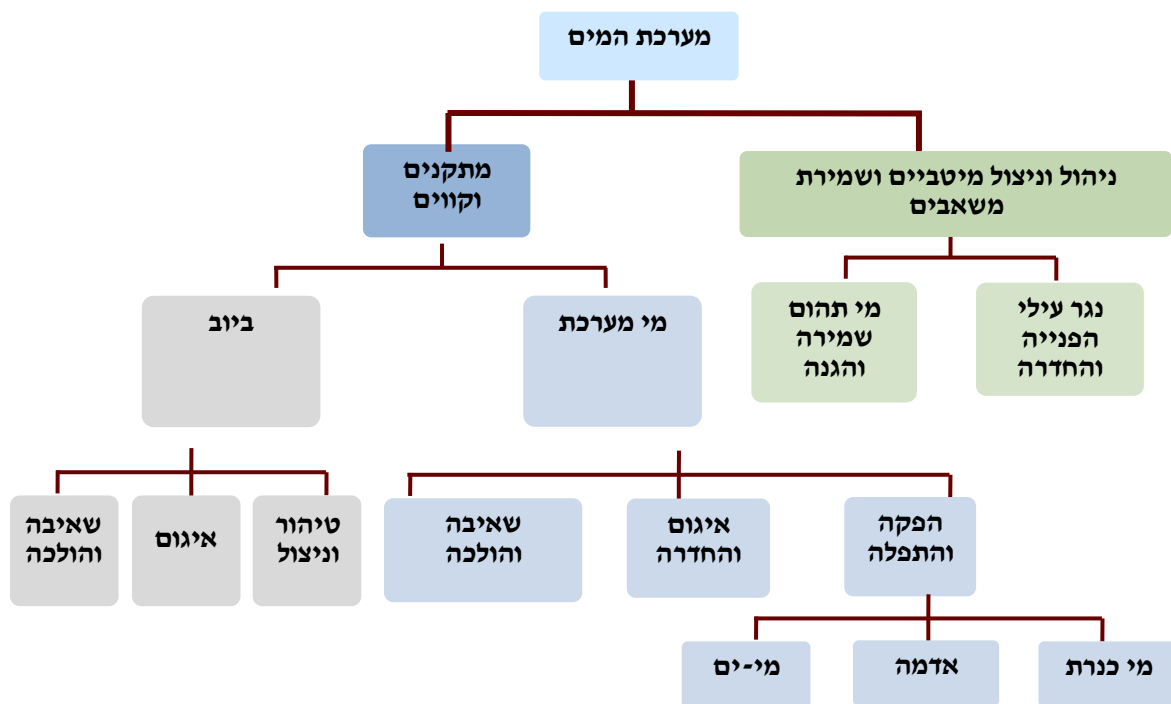 מערכת המים
ניהול וניצול מיטביים ושמירת
משאבים
מתקנים
וקווים
נגר עילי
הפנייה
והחדרה
מי תהום
שמירה
והגנה
מי מערכת
ביוב
הפקה
והתפלה
איגום
והחדרה
שאיבה
והולכה
טיהור
וניצול
איגום
שאיבה
והולכה
מי כנרת
אדמה
מי-ים